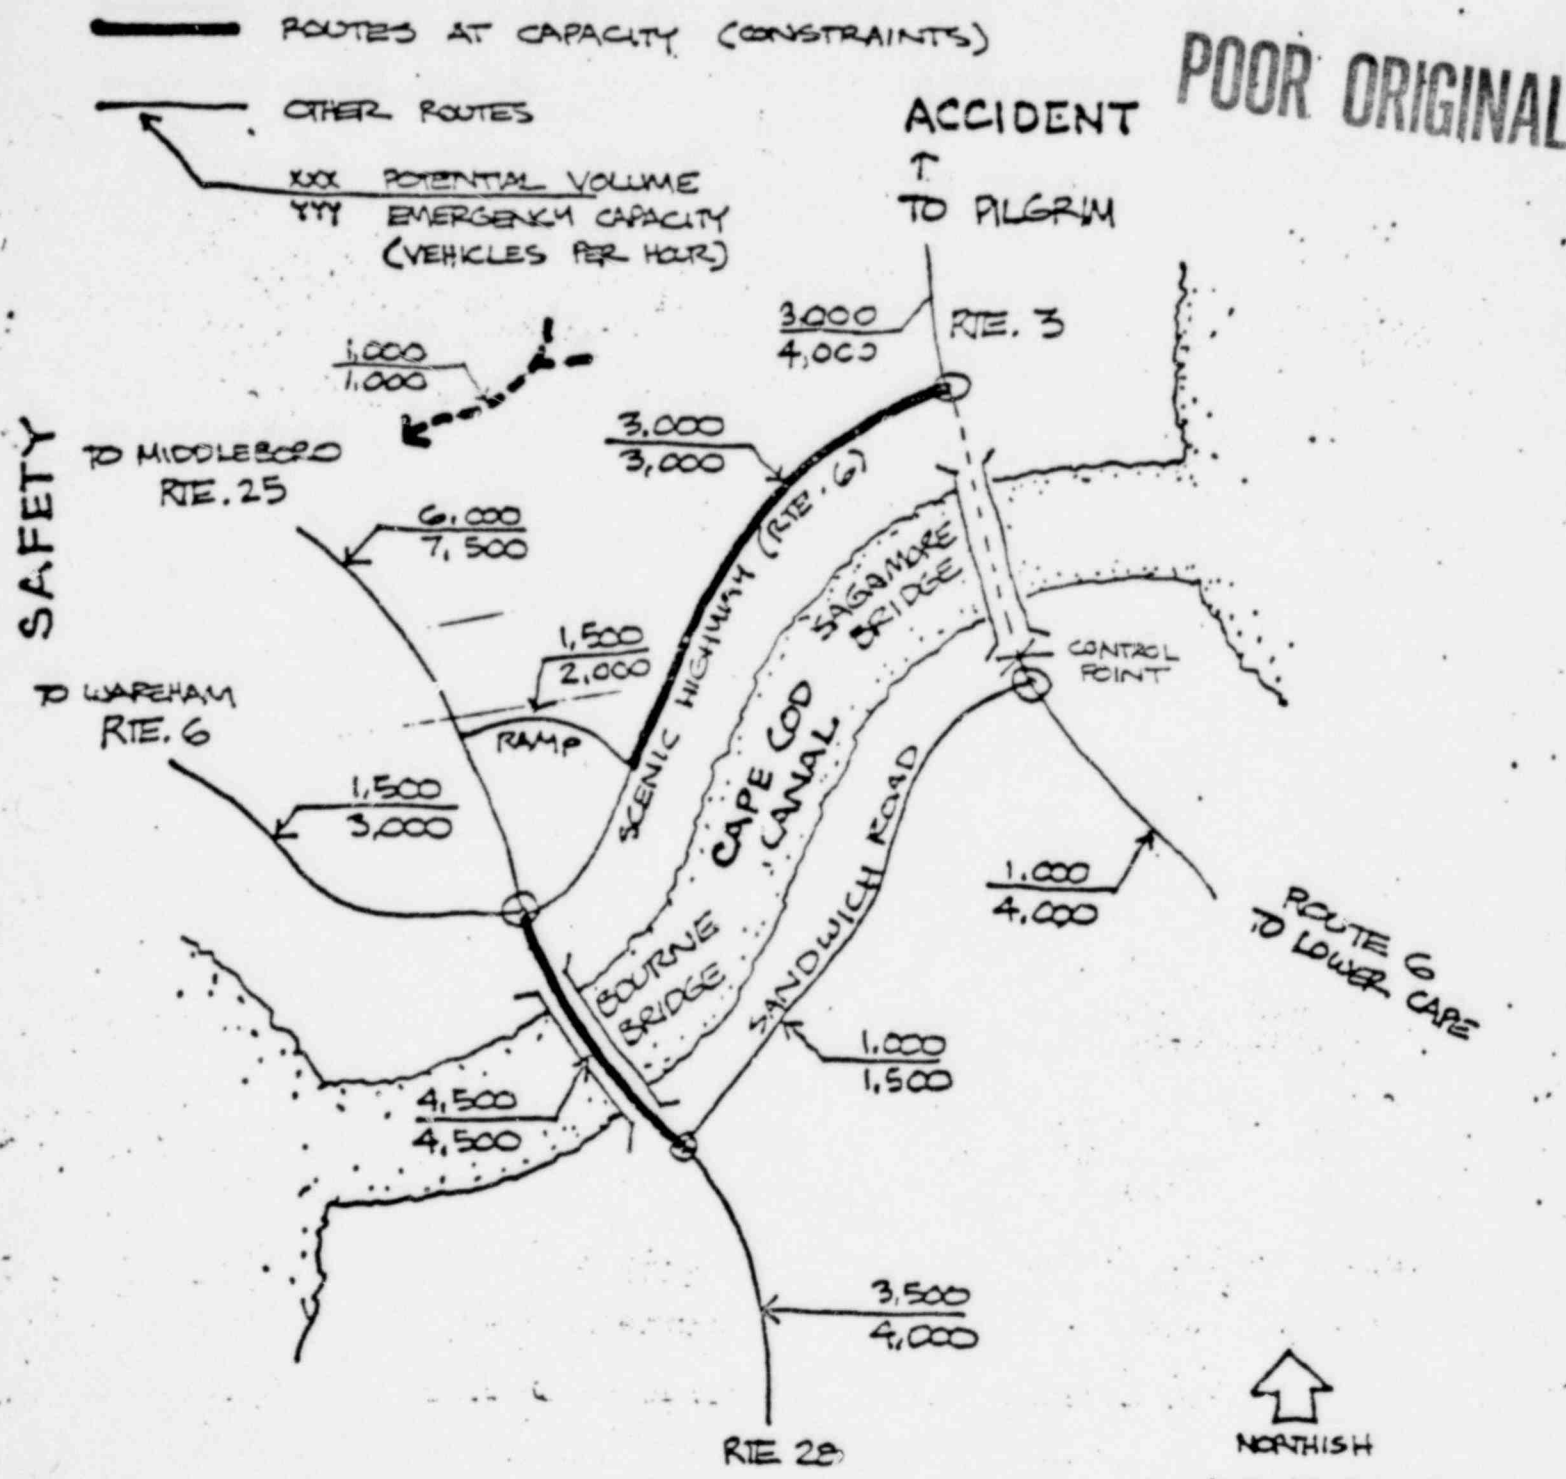 ROUTES AT CAPACITY (CONSTRAINTS)
OTHER ROUTES
XXX POTENTIAL VOLUME
YYY EMERGENCY CAPACITY
(VEHICLES PER HOUR)
POOR ORIGINAL
ACCIDENT
TO PILGRIM
3,000
4,000
RTE. 3
1,000
1,000
SAFETY
TO MIDDLEBORO
RTE. 25
3,000
3,000
6,000
7,500
SCENIC HIGHWAY (RTE. 6)
SAGAMORE
BRIDGE
1,500
2,000
RAMP
CONTROL
POINT
TO WAREHAM
RTE. 6
1,500
3,000
CAPE COD
CANAL
SANDWICH ROAD
1,000
4,000
ROUTE 6
TO LOWER CAPE
BOURNE
BRIDGE
1,000
1,500
4,500
4,500
3,500
4,000
RTE 28
NORTHISH